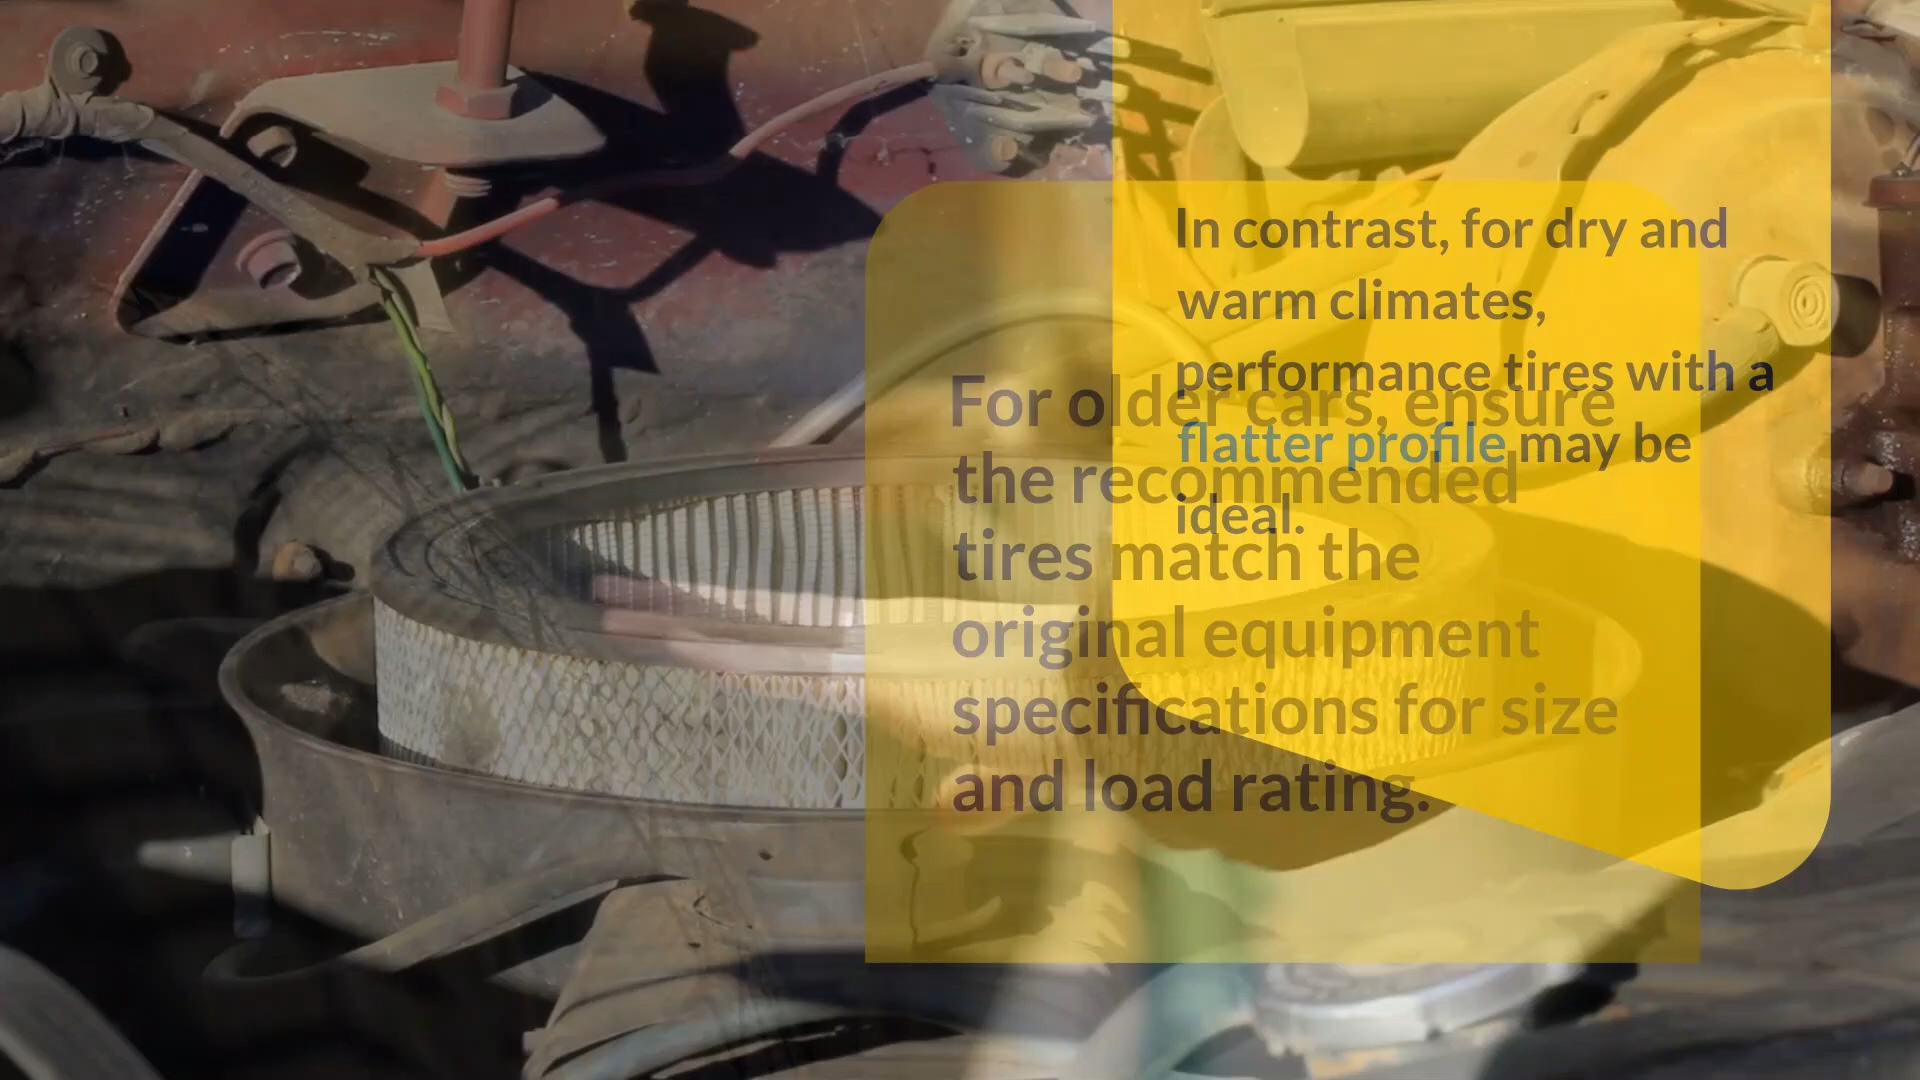 In contrast, for dry and
warm climates,
performance tires with a
flatter profile may be
ideal.
For older cars, ensure
the recommended
tires match the
original equipment
specifications for size
and load rating.